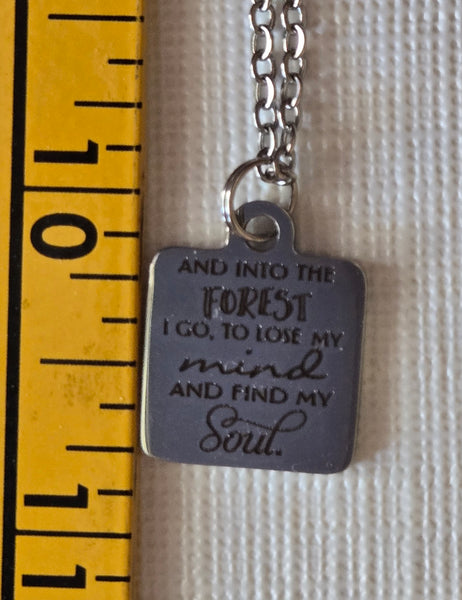 10
11
AND INTO THE
FOREST
I GO, TO LOSE MY
mind
AND FIND MY
Soul.